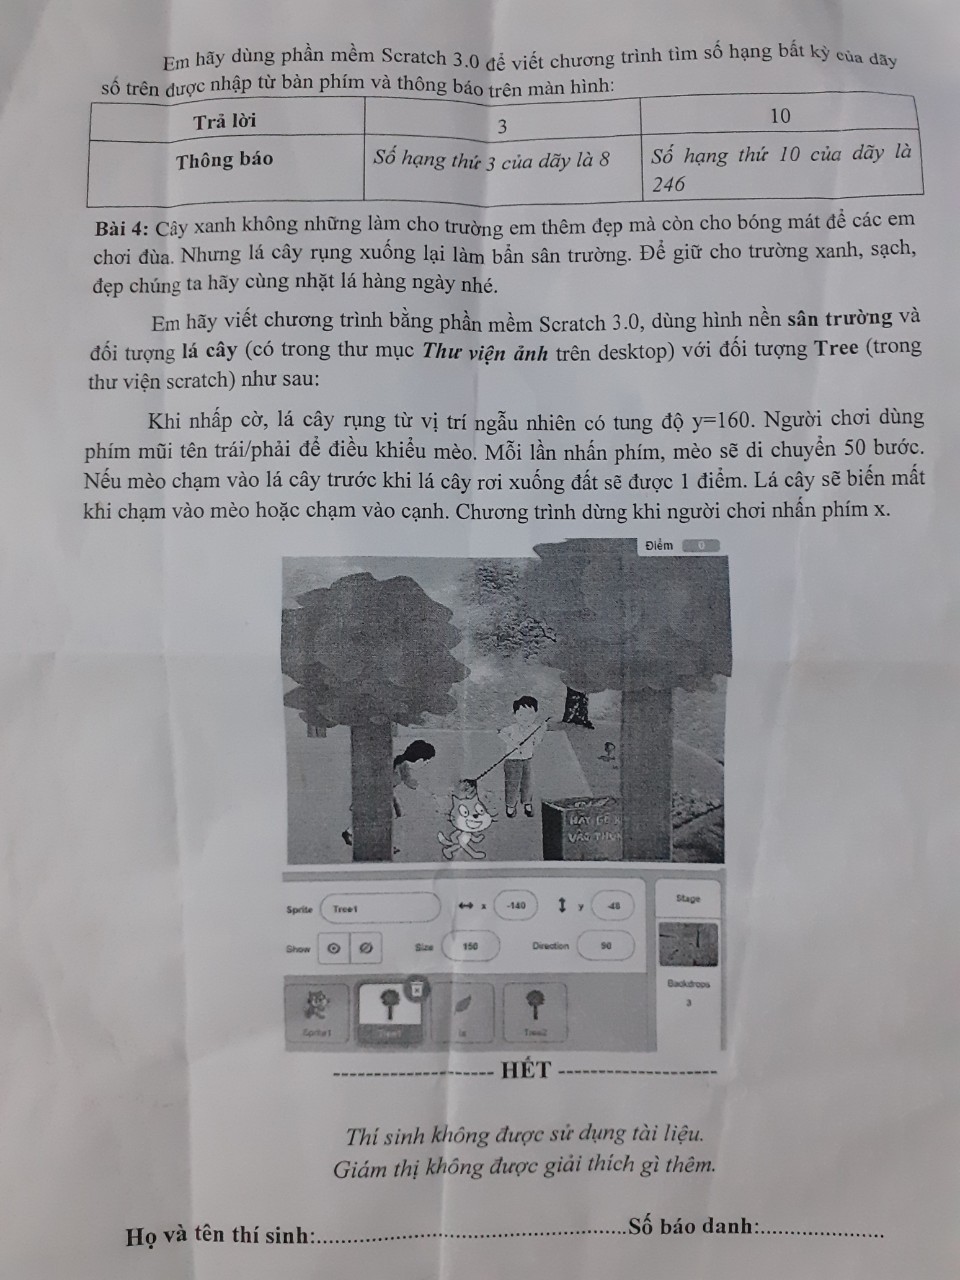 Em hãy dùng phần mềm Scratch 3.0 để viết chương trình tìm số hạng bất kỳ của dãy
số trên được nhập từ bàn phím và thông báo trên màn hình:
Trả lời 3 10
Thông báo Số hạng thứ 3 của dãy là 8 Số hạng thứ 10 của dãy là
246
Bài 4: Cây xanh không những làm cho trường em thêm đẹp mà còn cho bóng mát để các em
chơi đùa. Nhưng lá cây rụng xuống lại làm bẩn sân trường. Để giữ cho trường xanh, sạch,
đẹp chúng ta hãy cùng nhặt lá hàng ngày nhé.
Em hãy viết chương trình bằng phần mềm Scratch 3.0, dùng hình nền sân trường và
đối tượng lá cây (có trong thư mục Thư viện ảnh trên desktop) với đối tượng Tree (trong
thư viện scratch) như sau:
Khi nhấp cờ, lá cây rụng từ vị trí ngẫu nhiên có tung độ y=160. Người chơi dùng
phím mũi tên trái/phải để điều khiểu mèo. Mỗi lần nhấn phím, mèo sẽ di chuyển 50 bước.
Nếu mèo chạm vào lá cây trước khi lá cây rơi xuống đất sẽ được 1 điểm. Lá cây sẽ biến mất
khi chạm vào mèo hoặc chạm vào cạnh. Chương trình dừng khi người chơi nhấn phím x.
Điểm 0
VÀO
Sprite Tree1 x -140 y -48 Stage
Show Size 150 Direction 90
Backdrops
3
Sprite1 Tree1 la Tree2
HẾT
Thí sinh không được sử dụng tài liệu.
Giám thị không được giải thích gì thêm.
Họ và tên thí sinh:..................................................Số báo danh:....................